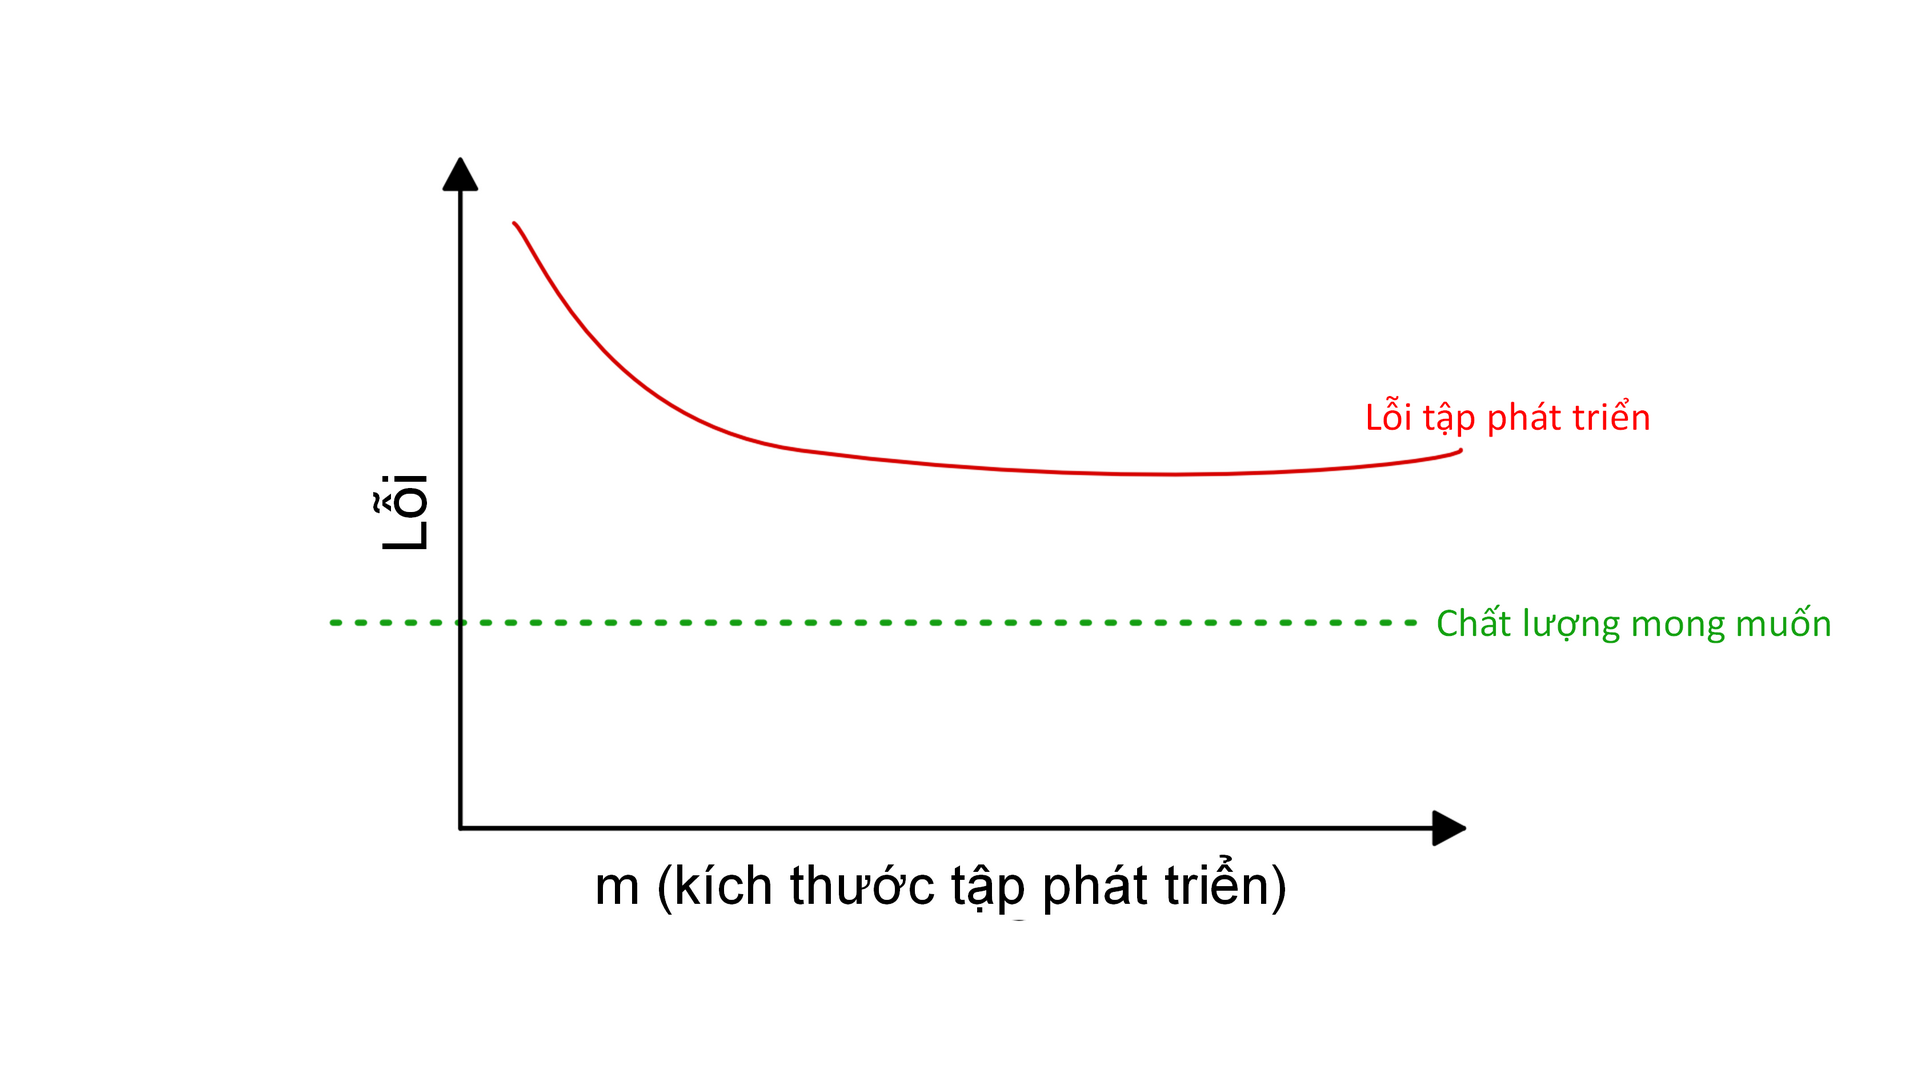 Lỗi
Lỗi tập phát triển
Chất lượng mong muốn
m (kích thước tập phát triển)